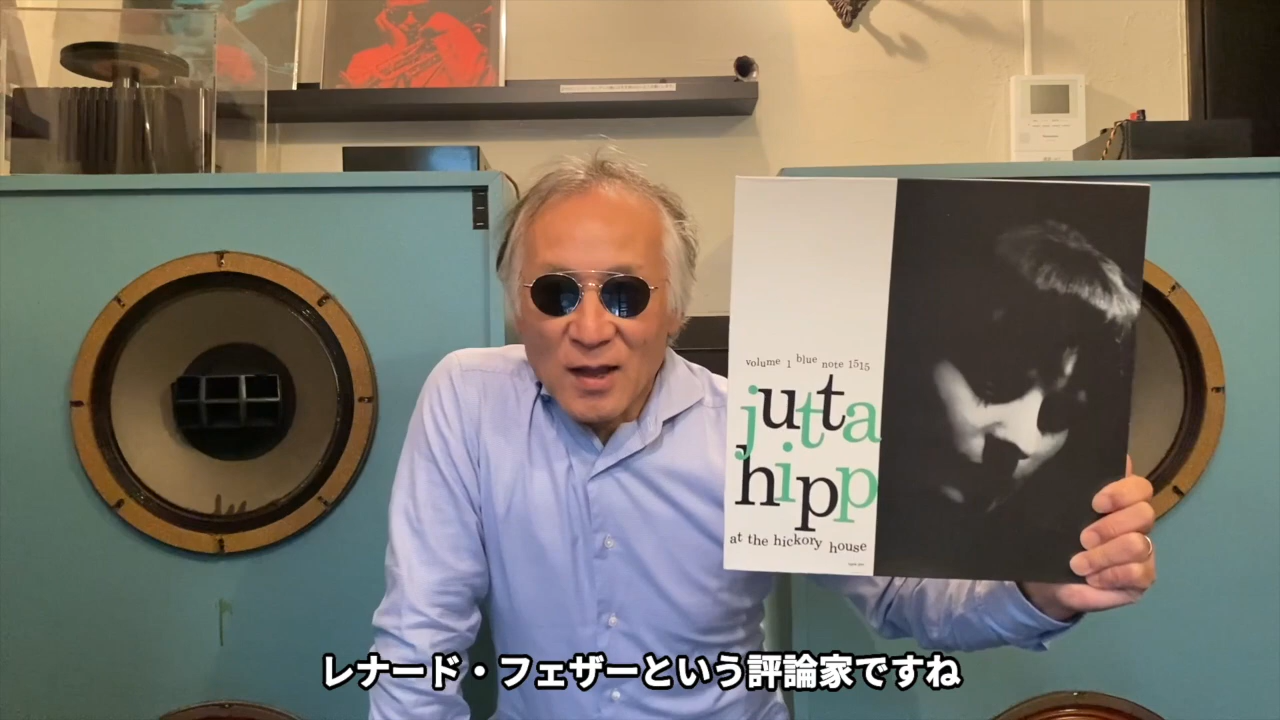 volume 1 blue note 1515
jutta
hipp
at the hickory house
レナード・フェザーという評論家ですね